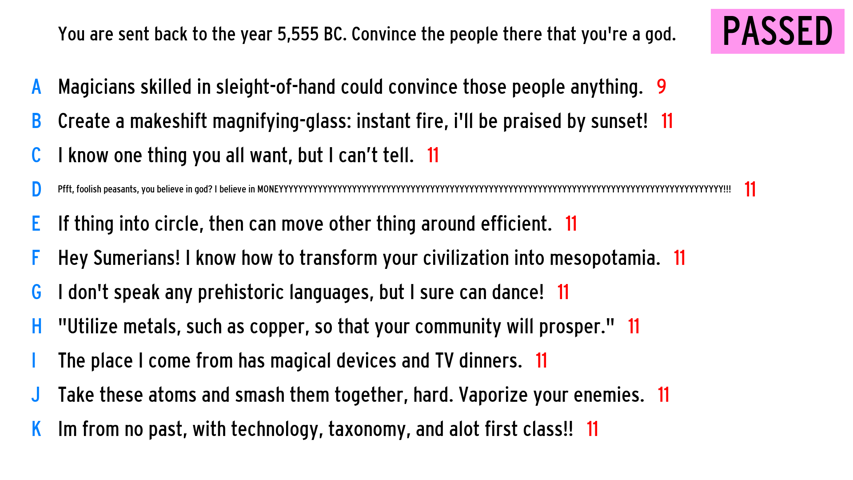 You are sent back to the year 5,555 BC. Convince the people there that you're a god.
PASSED
A Magicians skilled in sleight-of-hand could convince those people anything. 9
B Create a makeshift magnifying-glass: instant fire, i'll be praised by sunset! 11
C I know one thing you all want, but I can’t tell. 11
D Pfft, foolish peasants, you believe in god? I believe in MONEYYYYYYYYYYYYYYYYYYYYYYYYYYYYYYYYYYYYYYYYYYYYYYYYYYYYYYYYYYYYYYYYYYYYYYYYYYYYYYYYYYYYYYYYYYYYYYY!!! 11
E If thing into circle, then can move other thing around efficient. 11
F Hey Sumerians! I know how to transform your civilization into mesopotamia. 11
G I don't speak any prehistoric languages, but I sure can dance! 11
H "Utilize metals, such as copper, so that your community will prosper." 11
I The place I come from has magical devices and TV dinners. 11
J Take these atoms and smash them together, hard. Vaporize your enemies. 11
K Im from no past, with technology, taxonomy, and alot first class!! 11